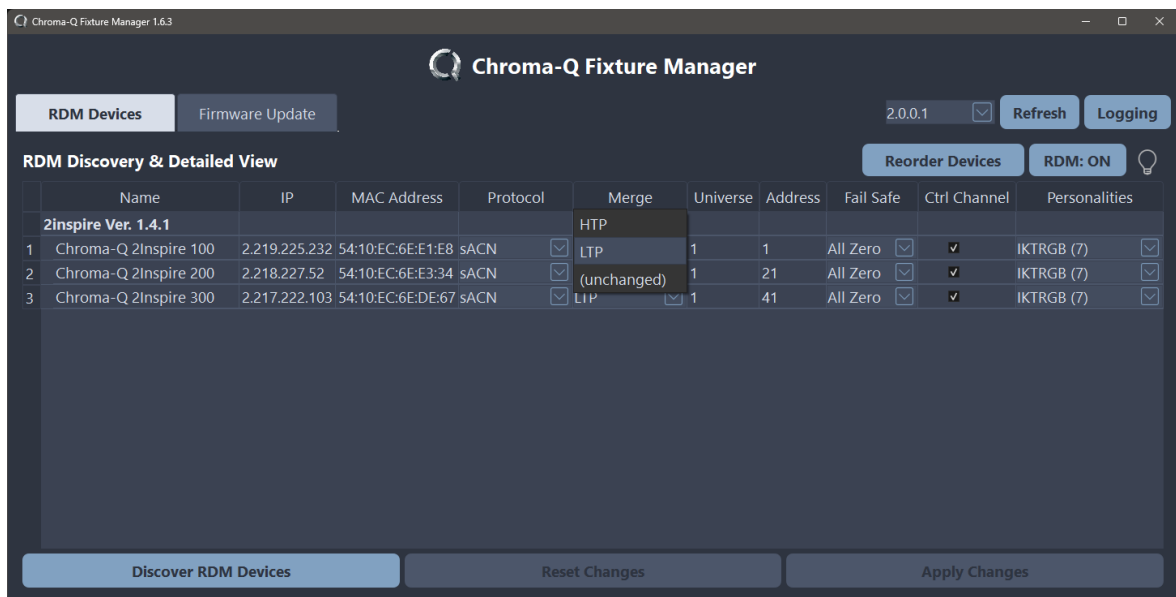 Chroma-Q Fixture Manager 1.6.3
Chroma-Q Fixture Manager
RDM Devices Firmware Update 2.0.0.1 Refresh Logging
RDM Discovery & Detailed View Reorder Devices RDM: ON
Name IP MAC Address Protocol Merge Universe Address Fail Safe Ctrl Channel Personalities
2inspire Ver. 1.4.1 HTP
1 Chroma-Q 2Inspire 100 2.219.225.232 54:10:EC:6E:E1:E8 sACN LTP 1 1 All Zero IKTRGB (7)
2 Chroma-Q 2Inspire 200 2.218.227.52 54:10:EC:6E:E3:34 sACN (unchanged) 1 21 All Zero IKTRGB (7)
3 Chroma-Q 2Inspire 300 2.217.222.103 54:10:EC:6E:DE:67 sACN LTP 1 41 All Zero IKTRGB (7)
Discover RDM Devices Reset Changes Apply Changes